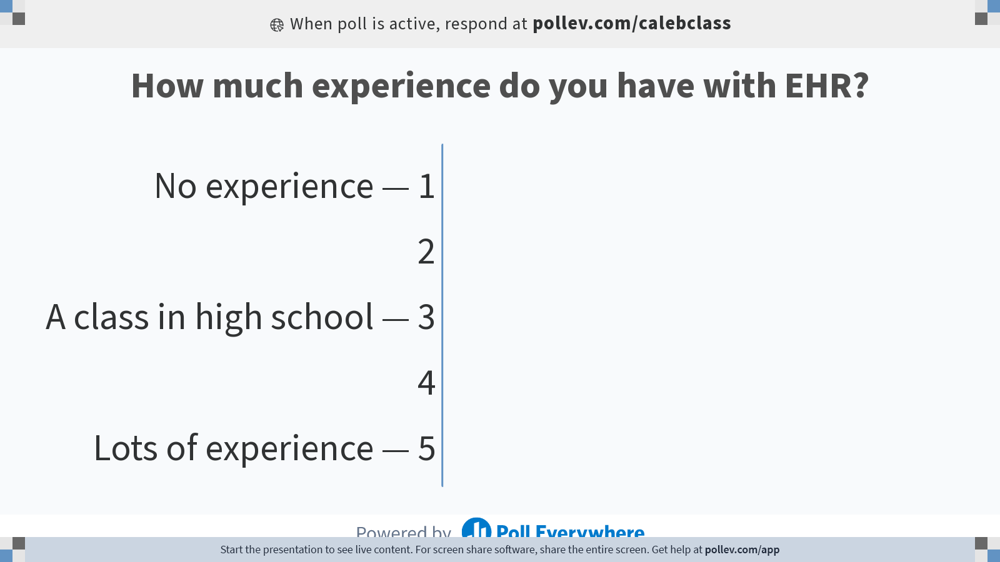 When poll is active, respond at pollev.com/calebclass
How much experience do you have with EHR?
No experience — 1
2
A class in high school — 3
4
Lots of experience — 5
Powered by Poll Everywhere
Start the presentation to see live content. For screen share software, share the entire screen. Get help at pollev.com/app